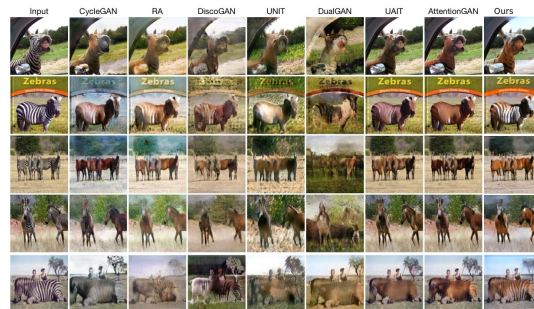 Input CycleGAN RA DiscoGAN UNIT DualGAN UAIT AttentionGAN Ours
Zebras Zebras Zebras Zebras Zebras Zebras Zebras Zebras